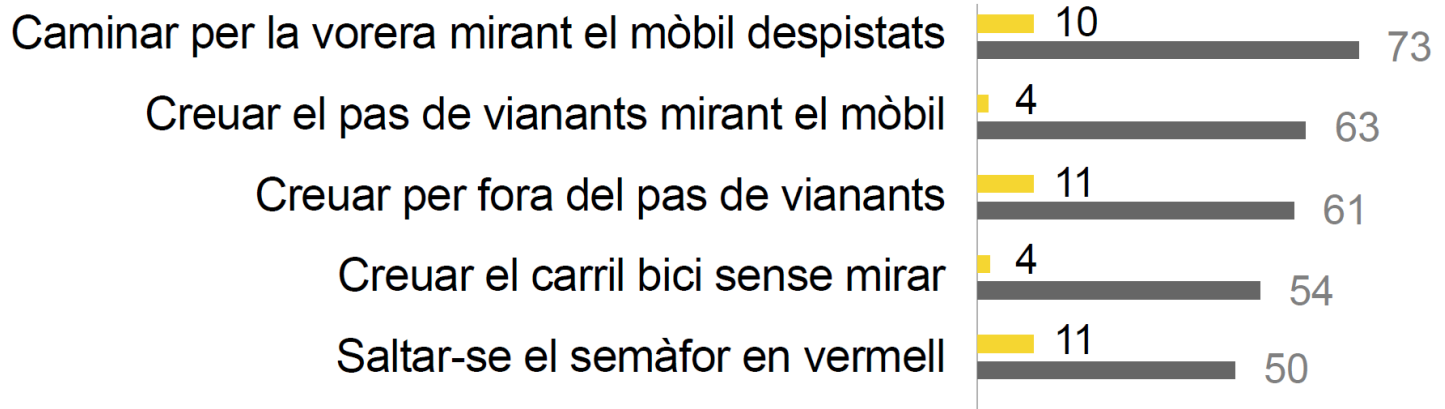 Caminar per la vorera mirant el mòbil despistats
10
73
Creuar el pas de vianants mirant el mòbil
4
63
Creuar per fora del pas de vianants
11
61
Creuar el carril bici sense mirar
4
54
Saltar-se el semàfor en vermell
11
50